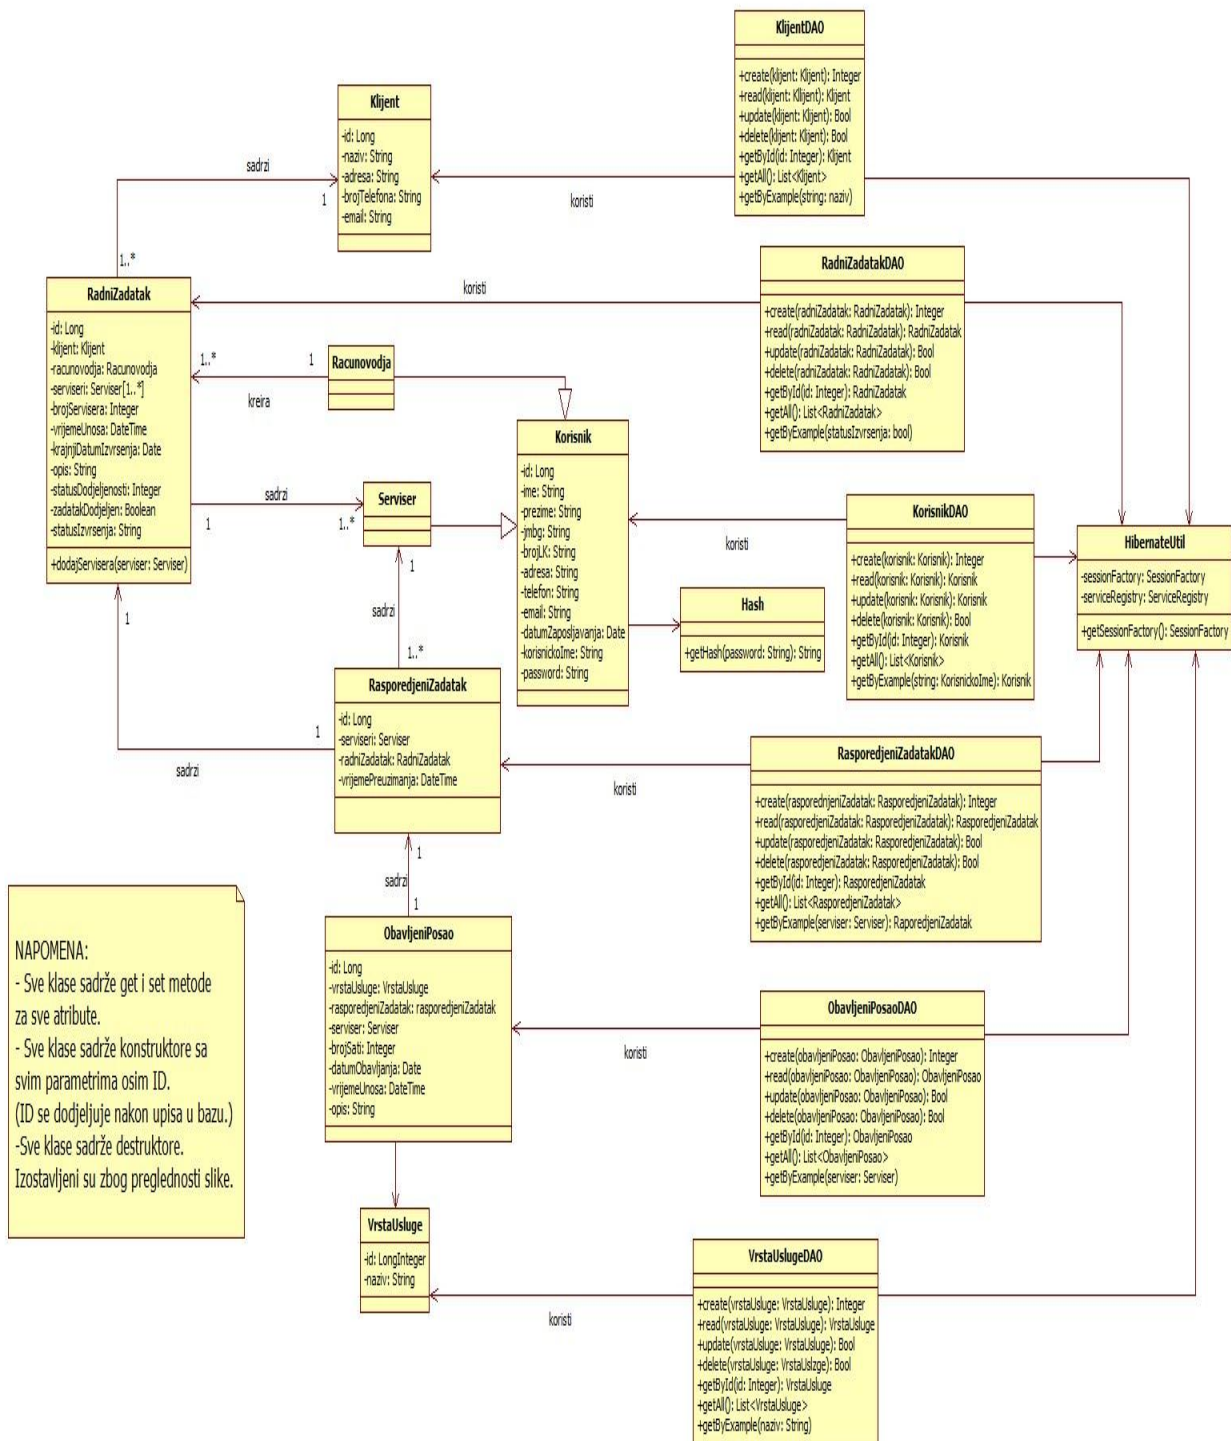 KlijentDAO
+create(klijent: Klijent): Integer
+read(klijent: Kllijent): Klijent
+update(klijent: Klijent): Bool
+delete(klijent: Klijent): Bool
+getById(id: Integer): Klijent
+getAll(): List<Klijent>
+getByExample(string: naziv)
Klijent
-id: Long
-naziv: String
-adresa: String
-brojTelefona: String
-email: String
sadrzi
1
koristi
1..*
RadniZadatak
-id: Long
-klijent: Klijent
-racunovodja: Racunovodja
-serviseri: Serviser[1..*]
-brojServisera: Integer
-vrijemeUnosa: DateTime
-krajnjiDatumIzvrsenja: Date
-opis: String
-statusDodjeljenosti: Integer
-zadatakDodjeljen: Boolean
-statusIzvrsenja: String
+dodajServisera(serviser: Serviser)
koristi
RadniZadatakDAO
+create(radniZadatak: RadniZadatak): Integer
+read(radniZadatak: RadniZadatak): RadniZadatak
+update(radniZadatak: RadniZadatak): Bool
+delete(radniZadatak: RadniZadatak): Bool
+getById(id: Integer): RadniZadatak
+getAll(): List<RadniZadatak>
+getByExample(statusIzvrsenja: bool)
1..*
1
Racunovodja
kreira
Korisnik
-id: Long
-ime: String
-prezime: String
-jmbg: String
-brojLK: String
-adresa: String
-telefon: String
-email: String
-datumZaposljavanja: Date
-korisnickoIme: String
-password: String
sadrzi
1
1..*
Serviser
1
koristi
KorisnikDAO
+create(korisnik: Korisnik): Integer
+read(korisnik: Korisnik): Korisnik
+update(korisnik: Korisnik): Korisnik
+delete(korisnik: Korisnik): Bool
+getById(id: Integer): Korisnik
+getAll(): List<Korisnik>
+getByExample(string: KorisnickoIme): Korisnik
HibernateUtil
-sessionFactory: SessionFactory
-serviceRegistry: ServiceRegistry
+getSessionFactory(): SessionFactory
Hash
+getHash(password: String): String
sadrzi
1
1..*
RasporedjeniZadatak
-id: Long
-serviseri: Serviser
-radniZadatak: RadniZadatak
-vrijemePreuzimanja: DateTime
1
sadrzi
koristi
RasporedjeniZadatakDAO
+create(rasporednjeniZadatak: RasporedjeniZadatak): Integer
+read(rasporedjeniZadatak: RasporedjeniZadatak): RasporedjeniZadatak
+update(rasporedjeniZadatak: RasporedjeniZadatak): Bool
+delete(rasporedjeniZadatak: RasporedjeniZadatak): Bool
+getById(id: Integer): RasporedjeniZadatak
+getAll(): List<RasporedjeniZadatak>
+getByExample(serviser: Serviser): RaporedjeniZadatak
1
sadrzi
1
ObavljeniPosao
-id: Long
-vrstaUsluge: VrstaUsluge
-rasporedjeniZadatak: rasporedjeniZadatak
-serviser: Serviser
-brojSati: Integer
-datumObavljanja: Date
-vrijemeUnosa: DateTime
-opis: String
NAPOMENA:
- Sve klase sadrže get i set metode
za sve atribute.
- Sve klase sadrže konstruktore sa
svim parametrima osim ID.
(ID se dodjeljuje nakon upisa u bazu.)
-Sve klase sadrže destruktore.
Izostavljeni su zbog preglednosti slike.
koristi
ObavljeniPosaoDAO
+create(obavljeniPosao: ObavljeniPosao): Integer
+read(obavljeniPosao: ObavljeniPosao): ObavljeniPosao
+update(obavljeniPosao: ObavljeniPosao): Bool
+delete(obavljeniPosao: ObavljeniPosao): Bool
+getById(id: Integer): ObavljeniPosao
+getAll(): List<ObavljeniPosao>
+getByExample(serviser: Serviser)
VrstaUsluge
-id: LongInteger
-naziv: String
koristi
VrstaUslugeDAO
+create(vrstaUsluge: VrstaUsluge): Integer
+read(vrstaUsluge: VrstaUsluge): VrstaUsluge
+update(vrstaUsluge: VrstaUsluge): Bool
+delete(vrstaUsluge: VrstaUslzge): Bool
+getById(id: Integer): VrstaUsluge
+getAll(): List<VrstaUsluge>
+getByExample(naziv: String)